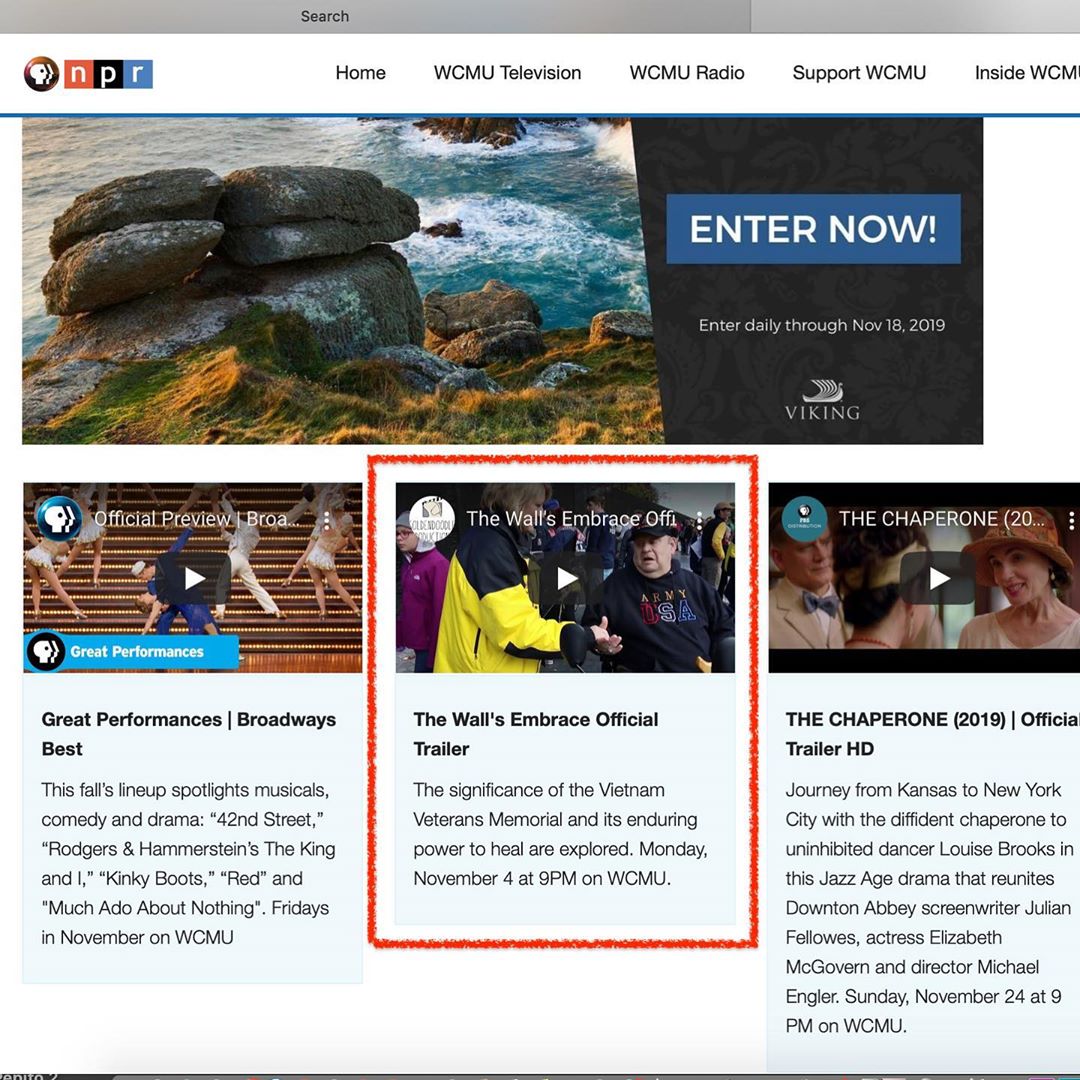 Search
npr
Home
WCMU Television
WCMU Radio
Support WCMU
Inside WCMU
ENTER NOW!
Enter daily through Nov 18, 2019
VIKING
Official Preview | Broa...
Great Performances
The Wall's Embrace Offi
ARMY
USA
PBS
DISTRIBUTION
THE CHAPERONE (20...
Great Performances | Broadways
Best
This fall’s lineup spotlights musicals,
comedy and drama: “42nd Street,”
“Rodgers & Hammerstein’s The King
and I,” “Kinky Boots,” “Red” and
"Much Ado About Nothing". Fridays
in November on WCMU
The Wall's Embrace Official
Trailer
The significance of the Vietnam
Veterans Memorial and its enduring
power to heal are explored. Monday,
November 4 at 9PM on WCMU.
THE CHAPERONE (2019) | Official
Trailer HD
Journey from Kansas to New York
City with the diffident chaperone to
uninhibited dancer Louise Brooks in
this Jazz Age drama that reunites
Downton Abbey screenwriter Julian
Fellowes, actress Elizabeth
McGovern and director Michael
Engler. Sunday, November 24 at 9
PM on WCMU.